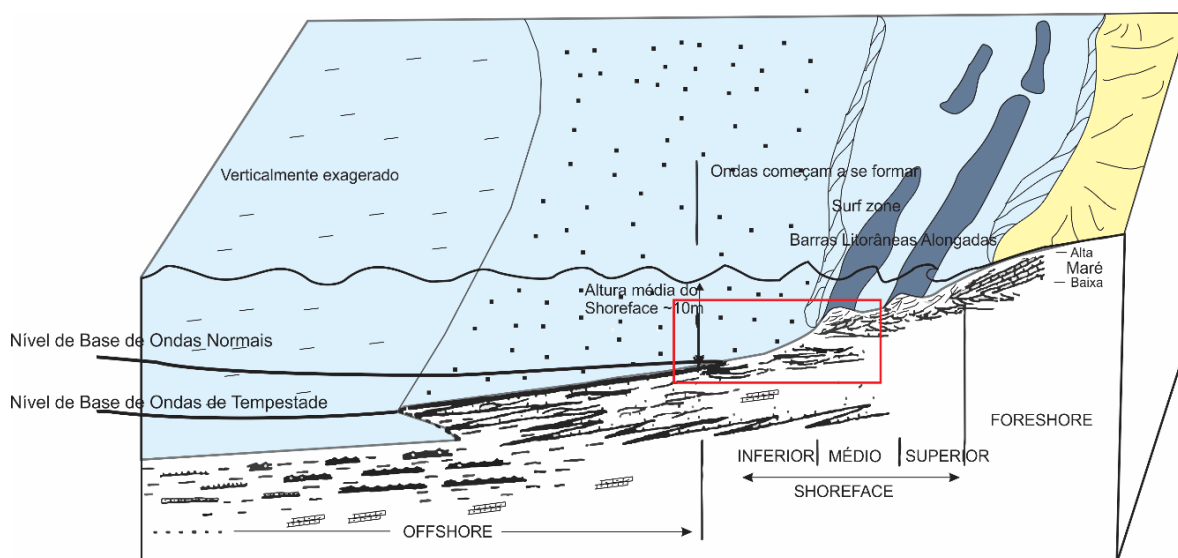 Verticalmente exagerado
Ondas começam a se formar
Surf zone
Barras Litorâneas Alongadas
Alta
Maré
Baixa
Altura média do
Shoreface ~10m
Nível de Base de Ondas Normais
Nível de Base de Ondas de Tempestade
FORESHORE
INFERIOR
MÉDIO
SUPERIOR
SHOREFACE
OFFSHORE